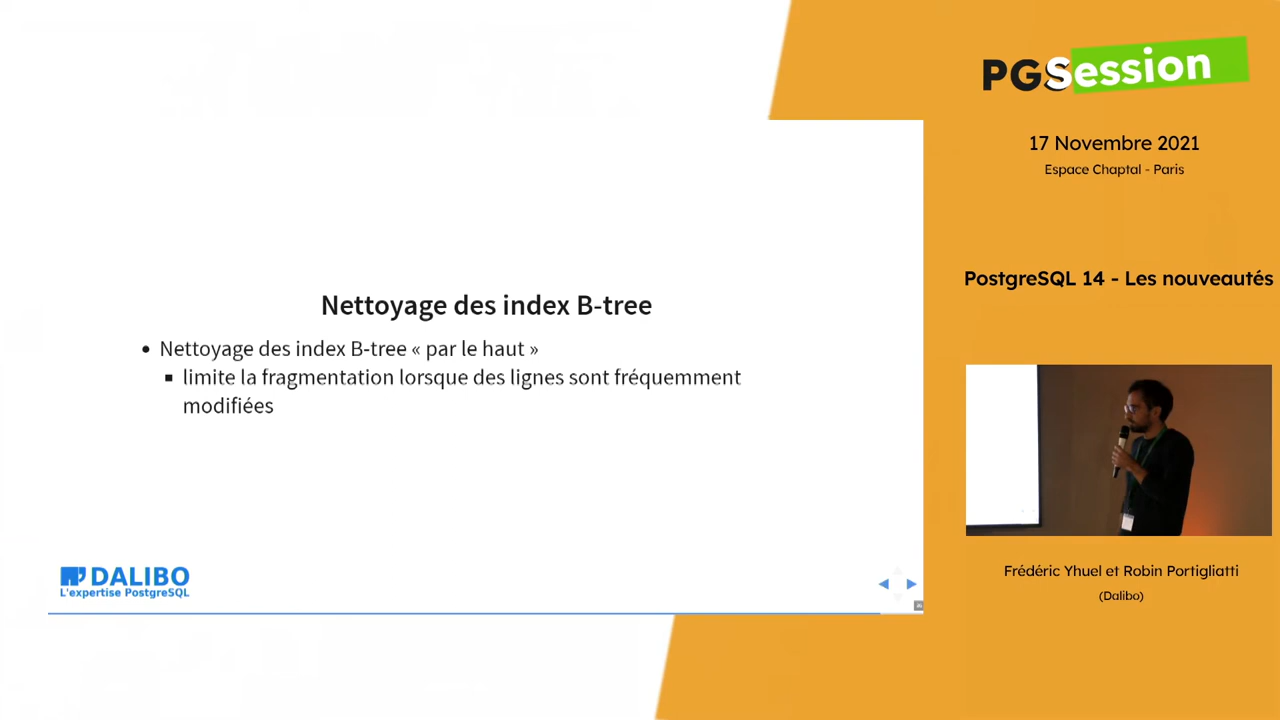 PGSession
17 Novembre 2021
Espace Chaptal - Paris
PostgreSQL 14 - Les nouveautés
Nettoyage des index B-tree
• Nettoyage des index B-tree « par le haut »
▪ limite la fragmentation lorsque des lignes sont fréquemment
modifiées
DALIBO
L'expertise PostgreSQL
Frédéric Yhuel et Robin Portigliatti
(Dalibo)